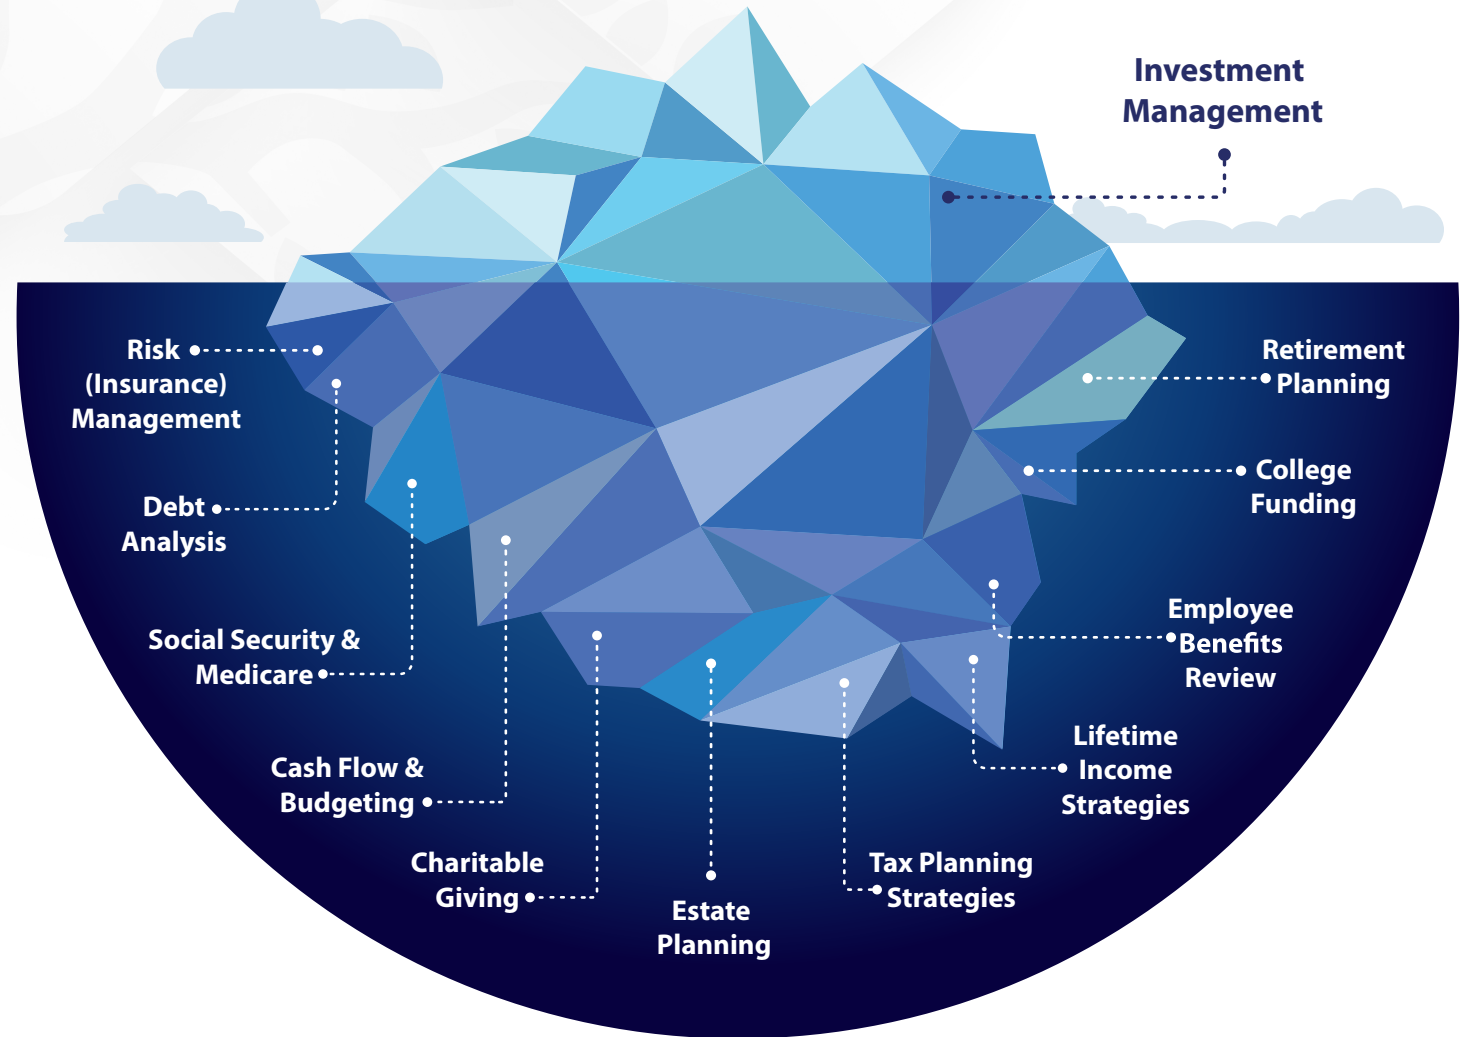 Investment
Management
Risk
(Insurance)
Management
Debt
Analysis
Social Security &
Medicare
Cash Flow &
Budgeting
Charitable
Giving
Estate
Planning
Tax Planning
Strategies
Lifetime
Income
Strategies
Employee
Benefits
Review
College
Funding
Retirement
Planning